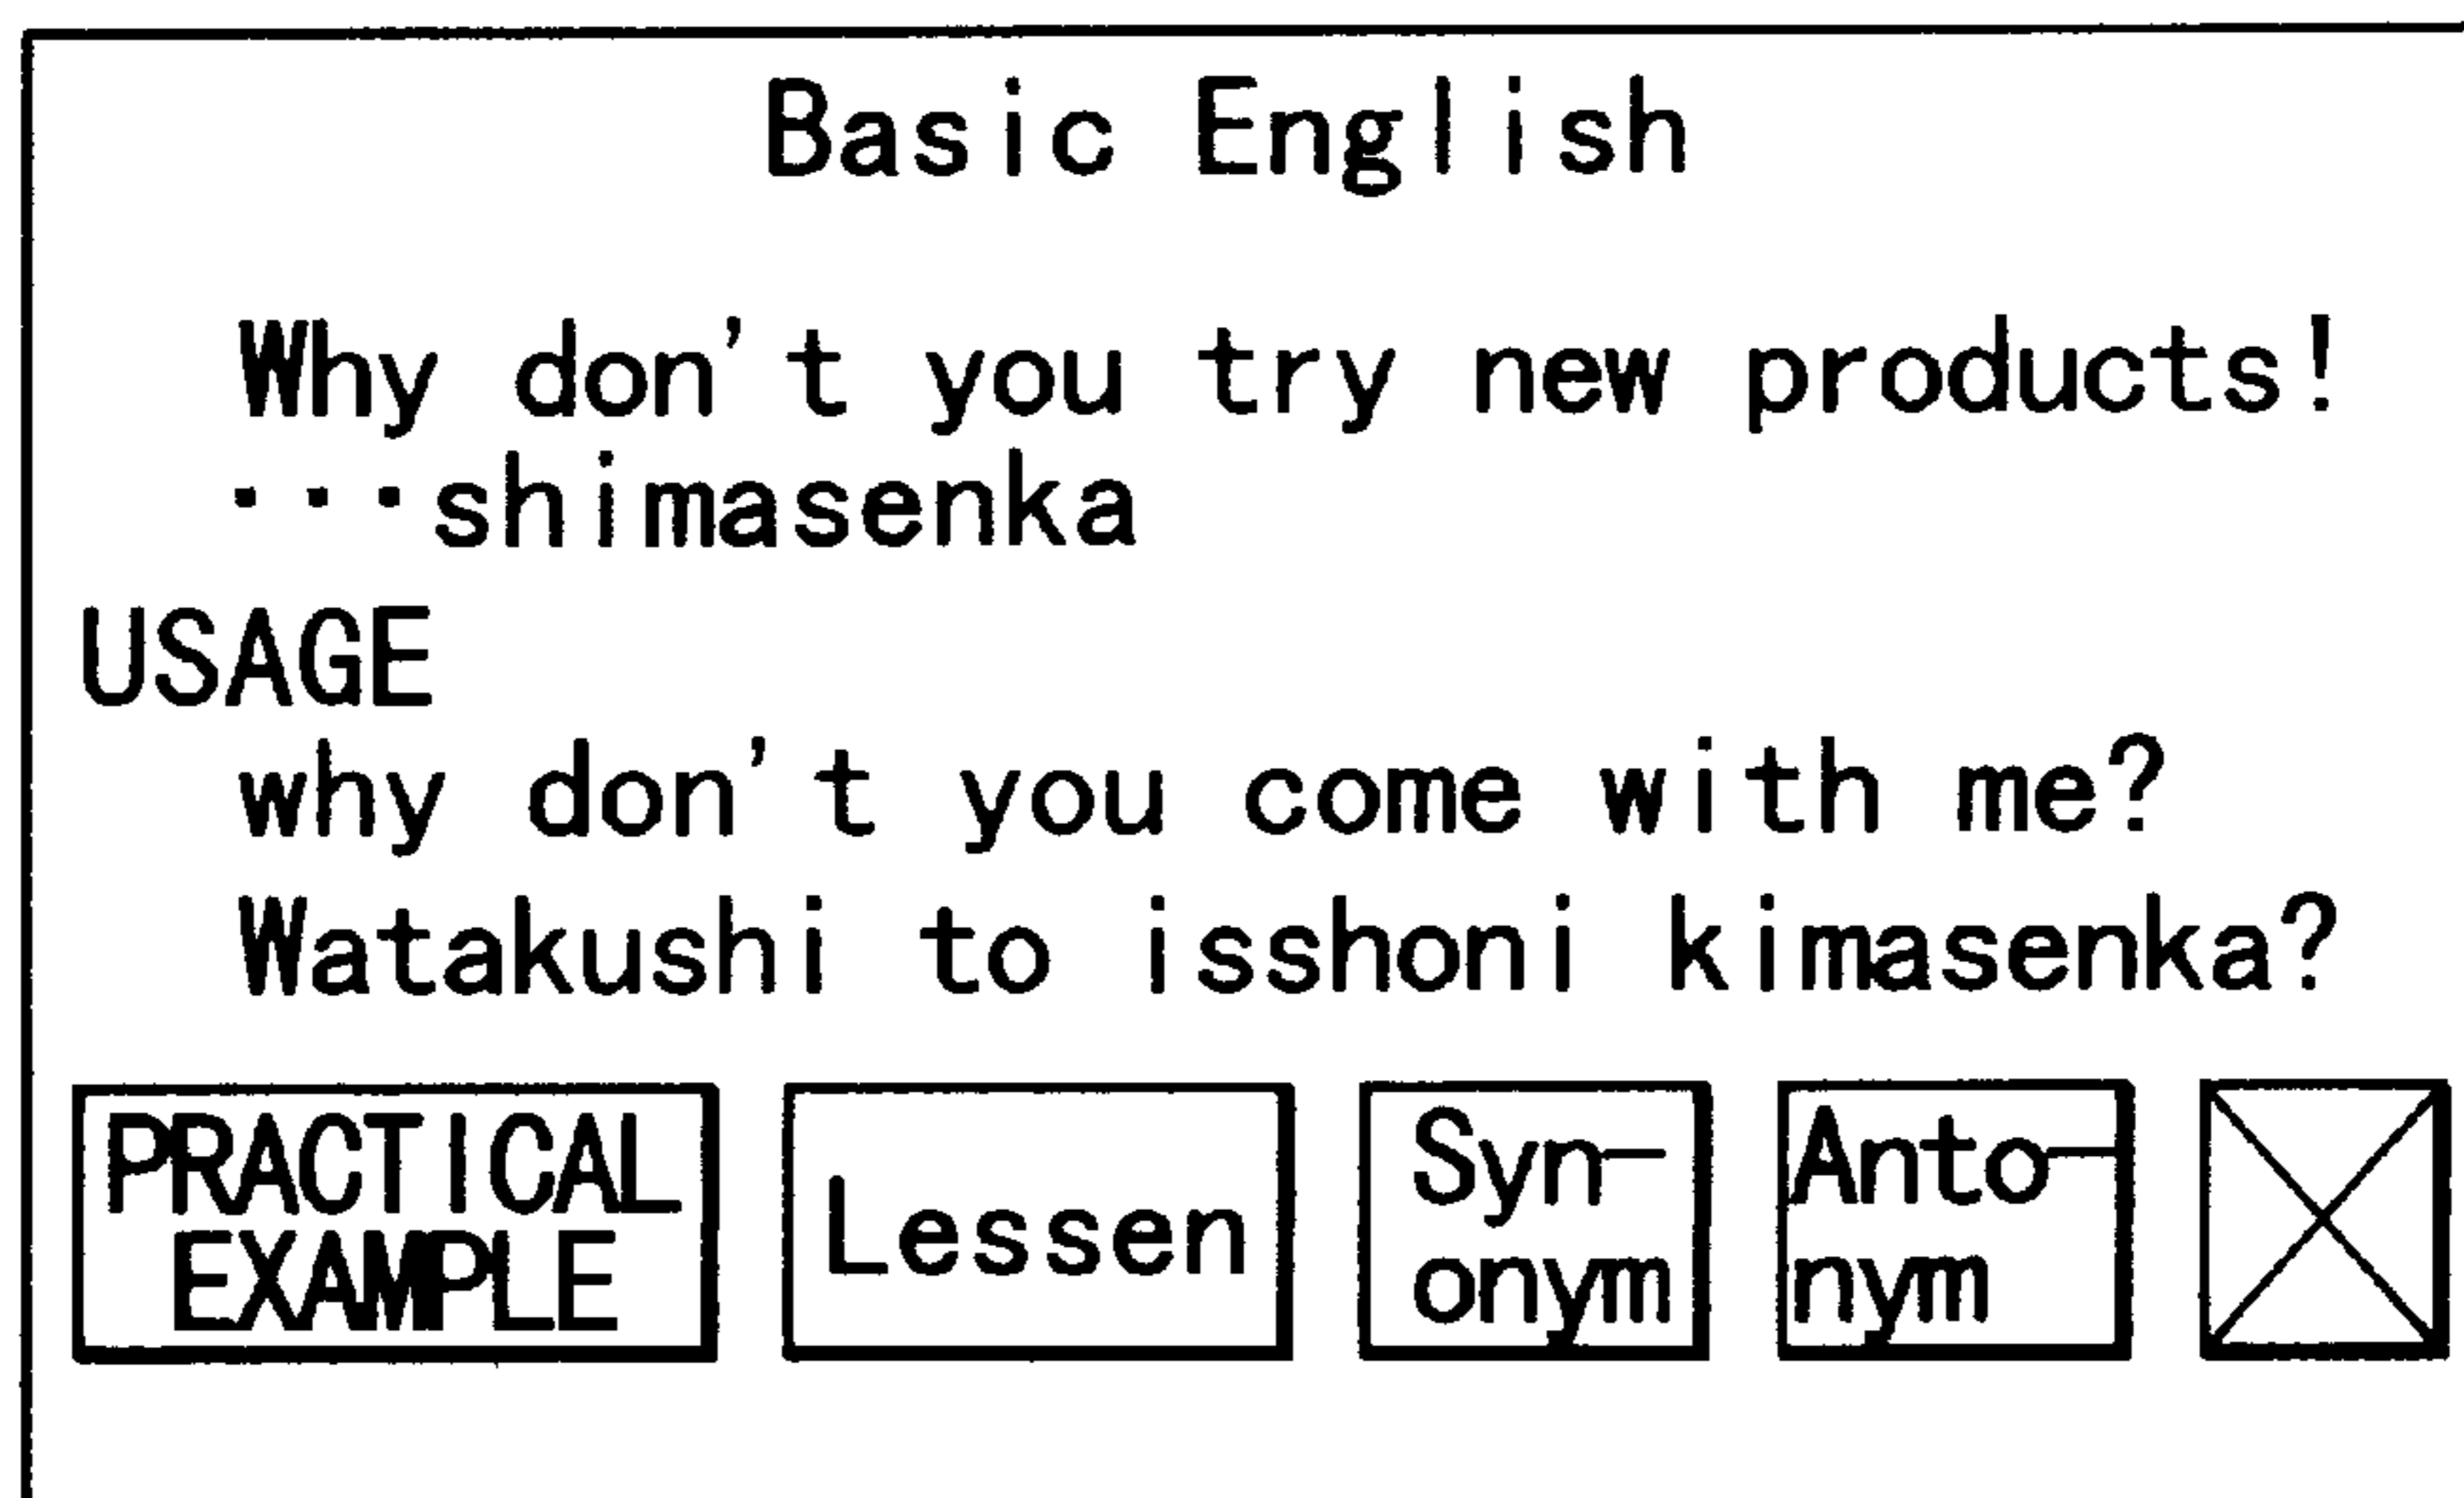 Basic English
Why don't you try new products!
···shimasenka
USAGE
why don't you come with me?
Watakushi to isshoni kimasenka?
PRACTICAL
EXAMPLE
Lessen
Syn-
onym
Anto-
nym